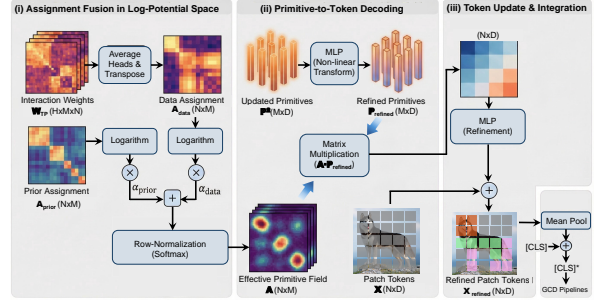 (i) Assignment Fusion in Log-Potential Space
Average
Heads &
Transpose
Interaction Weights
W_TP (HxMxN)
Data Assignment
A_data (NxM)
Logarithm
Logarithm
×
×
α_prior
α_data
+
Prior Assignment
A_prior (NxM)
Row-Normalization
(Softmax)
(ii) Primitive-to-Token Decoding
MLP
(Non-linear
Transform)
Updated Primitives
(MxD)
Refined Primitives
P_refined (MxD)
Matrix
Multiplication
(A·P_refined)
Effective Primitive Field
A (NxM)
Patch Tokens
X (NxD)
(iii) Token Update & Integration
(NxD)
MLP
(Refinement)
+
Refined Patch Tokens
X_refined (NxD)
Mean Pool
[CLS]
+
[CLS]*
GCD Pipelines